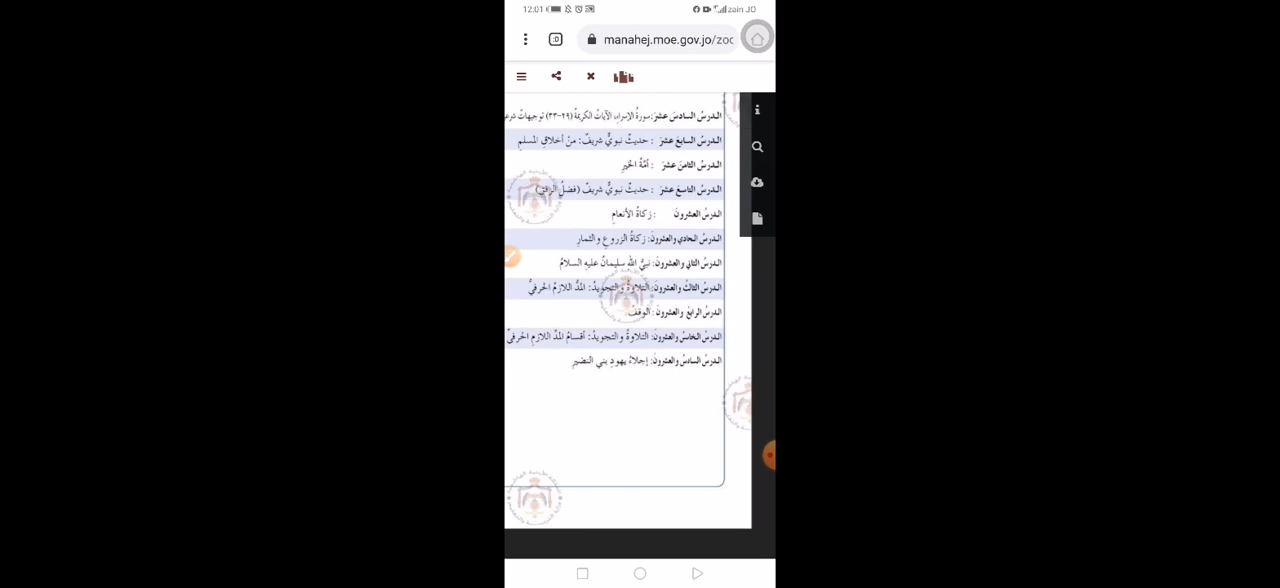 12:01
zain JO
manahej.moe.gov.jo/zoo
:D
الدرسُ السادسَ عشرَ: سورةُ الإسراءِ، الآياتُ الكريمةُ (٢٩-٣٣) توجيهاتٌ
الدرسُ السابعَ عشرَ : حديثٌ نبويٌّ شريفٌ: منْ أخلاقِ المسلمِ
الدرسُ الثامنَ عشرَ : أمّةُ الخيرِ
الدرسُ التاسعَ عشرَ : حديثٌ نبويٌّ شريفٌ (فضلُ الرفقِ)
الدرسُ العشرونَ : زكاةُ الأنعامِ
الدرسُ الحادي والعشرونَ: زكاةُ الزروعِ والثمارِ
الدرسُ الثاني والعشرونَ: نبيُّ اللهِ سليمانُ عليهِ السلامُ
الدرسُ الثالثُ والعشرونَ: التلاوةُ والتجويدُ: المدُّ اللازمُ الحرفيُّ
الدرسُ الرابعُ والعشرونَ: الوقفُ
الدرسُ الخامسُ والعشرونَ: التلاوةُ والتجويدُ: أقسامُ المدِّ اللازمِ الحرفيِّ
الدرسُ السادسُ والعشرونَ: إجلاءُ يهودِ بني النضيرِ